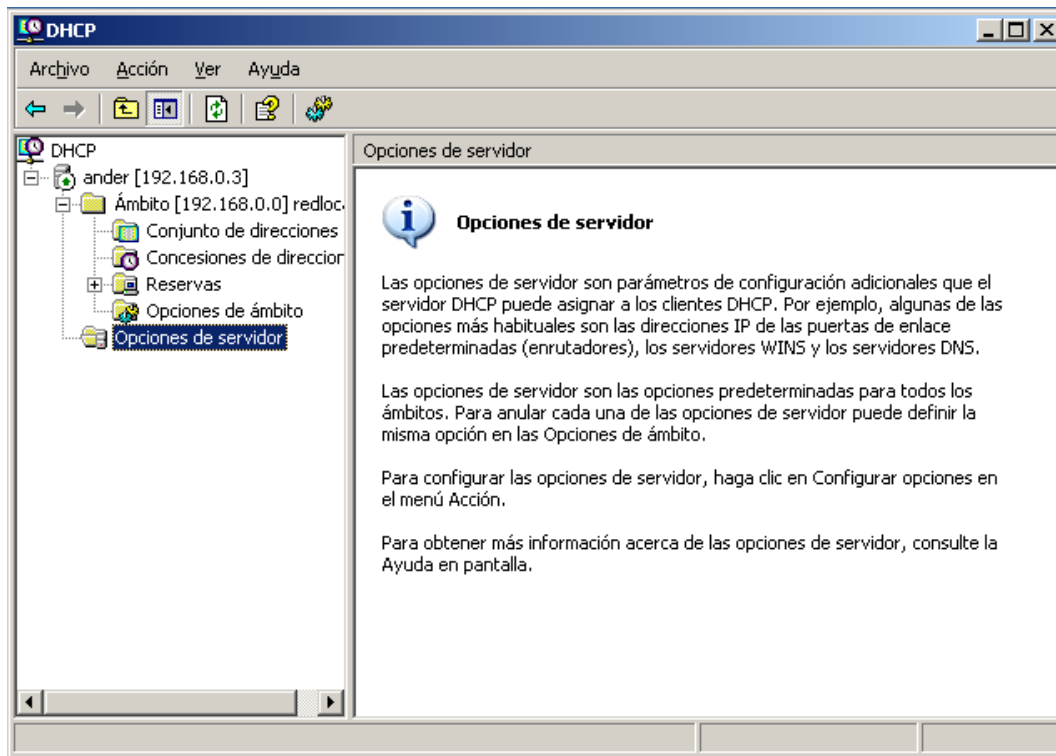 DHCP
Archivo Acción Ver Ayuda
DHCP
ander [192.168.0.3]
Ámbito [192.168.0.0] redloc
Conjunto de direcciones
Concesiones de direccior
Reservas
Opciones de ámbito
Opciones de servidor
Opciones de servidor
Opciones de servidor
Las opciones de servidor son parámetros de configuración adicionales que el
servidor DHCP puede asignar a los clientes DHCP. Por ejemplo, algunas de las
opciones más habituales son las direcciones IP de las puertas de enlace
predeterminadas (enrutadores), los servidores WINS y los servidores DNS.
Las opciones de servidor son las opciones predeterminadas para todos los
ámbitos. Para anular cada una de las opciones de servidor puede definir la
misma opción en las Opciones de ámbito.
Para configurar las opciones de servidor, haga clic en Configurar opciones en
el menú Acción.
Para obtener más información acerca de las opciones de servidor, consulte la
Ayuda en pantalla.